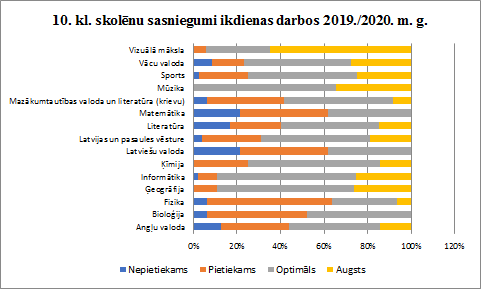 10. kl. skolēnu sasniegumi ikdienas darbos 2019./2020. m. g.
Vizuālā māksla
Vācu valoda
Sports
Mūzika
Mazākumtautības valoda un literatūra (krievu)
Matemātika
Literatūra
Latvijas un pasaules vēsture
Latviešu valoda
Ķīmija
Informātika
Ģeogrāfija
Fizika
Bioloģija
Angļu valoda
0% 20% 40% 60% 80% 100% 120%
Nepietiekams Pietiekams Optimāls Augsts